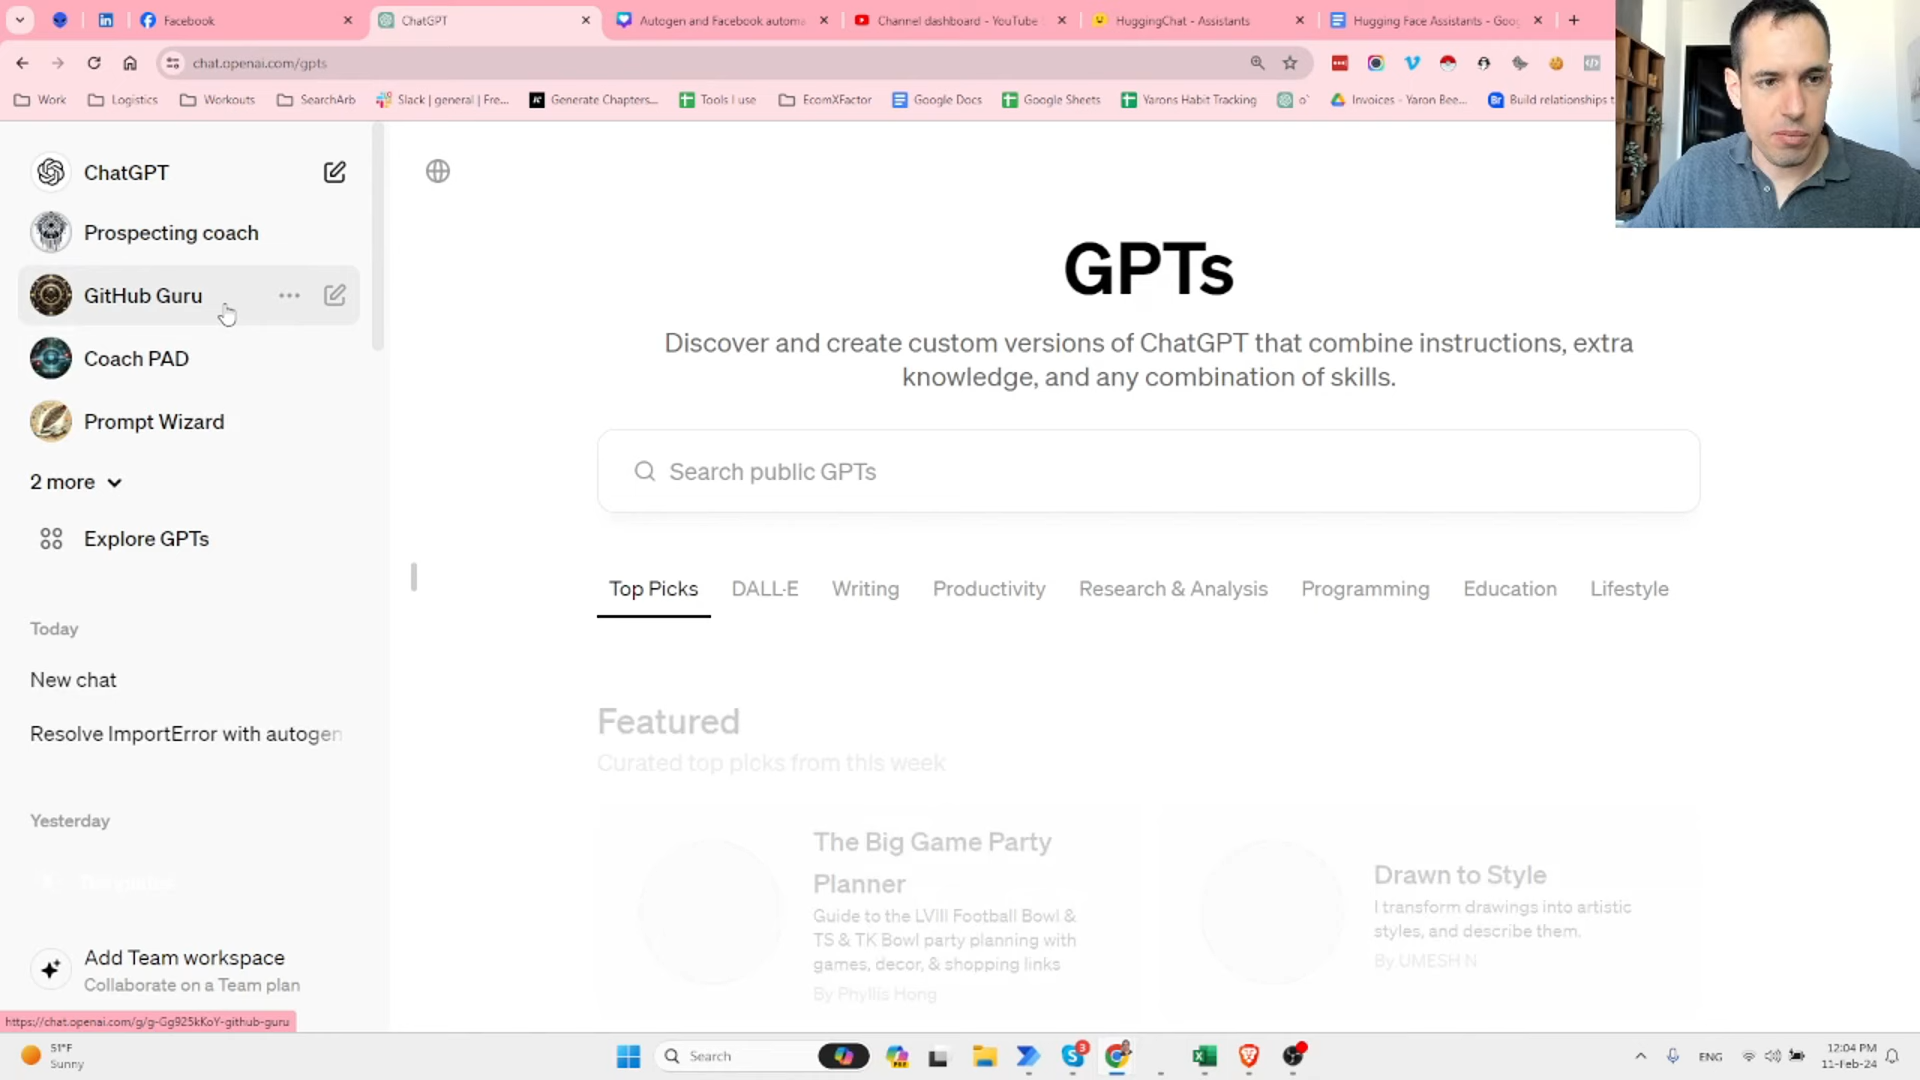 Facebook
ChatGPT
Autogen and Facebook automa
Channel dashboard - YouTube
HuggingChat - Assistants
Hugging Face Assistants - Goo
chat.openai.com/gpts
Work
Logistics
Workouts
SearchArb
Slack | general | Fre...
Generate Chapters...
Tools I use
EcomXFactor
Google Docs
Google Sheets
Yarons Habit Tracking
o`
Invoices - Yaron Bee...
Build relationships t
ChatGPT
Prospecting coach
GitHub Guru
Coach PAD
Prompt Wizard
2 more
Explore GPTs
Today
New chat
Resolve ImportError with autogen
Yesterday
Add Team workspace
Collaborate on a Team plan
https://chat.openai.com/g/g-Gg925kKoY-github-guru
GPTs
Discover and create custom versions of ChatGPT that combine instructions, extra
knowledge, and any combination of skills.
Search public GPTs
Top Picks
DALL·E
Writing
Productivity
Research & Analysis
Programming
Education
Lifestyle
Featured
Curated top picks from this week
The Big Game Party
Planner
Guide to the LVIII Football Bowl &
TS & TK Bowl party planning with
games, decor, & shopping links
By Phyllis Hong
Drawn to Style
I transform drawings into artistic
styles, and describe them.
By UMESH N
51°F
Sunny
Search
3
ENG
12:04 PM
11-Feb-24